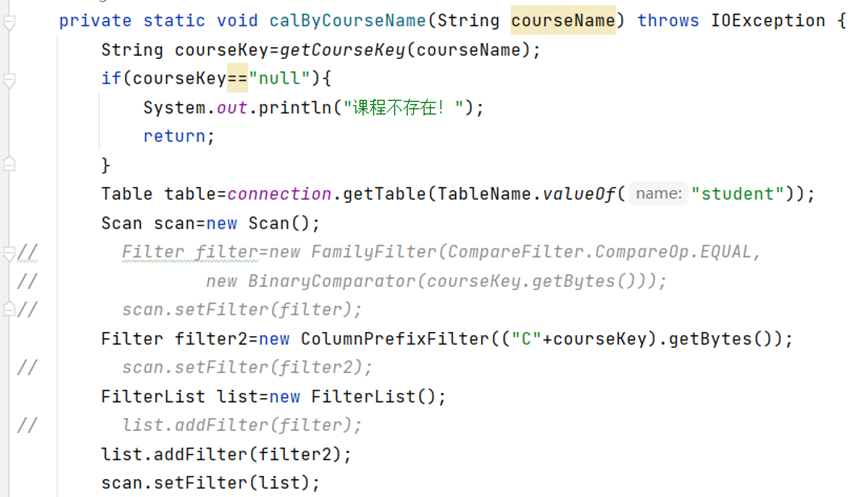 private static void calByCourseName(String courseName) throws IOException {
String courseKey=getCourseKey(courseName);
if(courseKey=="null"){
System.out.println("课程不存在！");
return;
}
Table table=connection.getTable(TableName.valueOf( name: "student"));
Scan scan=new Scan();
// Filter filter=new FamilyFilter(CompareFilter.CompareOp.EQUAL,
// new BinaryComparator(courseKey.getBytes()));
// scan.setFilter(filter);
Filter filter2=new ColumnPrefixFilter(("C"+courseKey).getBytes());
// scan.setFilter(filter2);
FilterList list=new FilterList();
// list.addFilter(filter);
list.addFilter(filter2);
scan.setFilter(list);